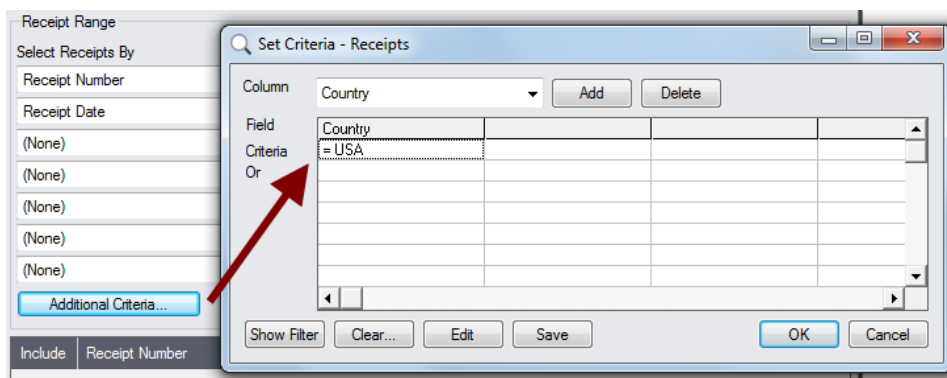 Receipt Range
Select Receipts By
Receipt Number
Receipt Date
(None)
(None)
(None)
(None)
(None)
Additional Criteria...
Include Receipt Number
Set Criteria - Receipts
Column Country Add Delete
Field Country
Criteria = USA
Or
Show Filter Clear... Edit Save OK Cancel